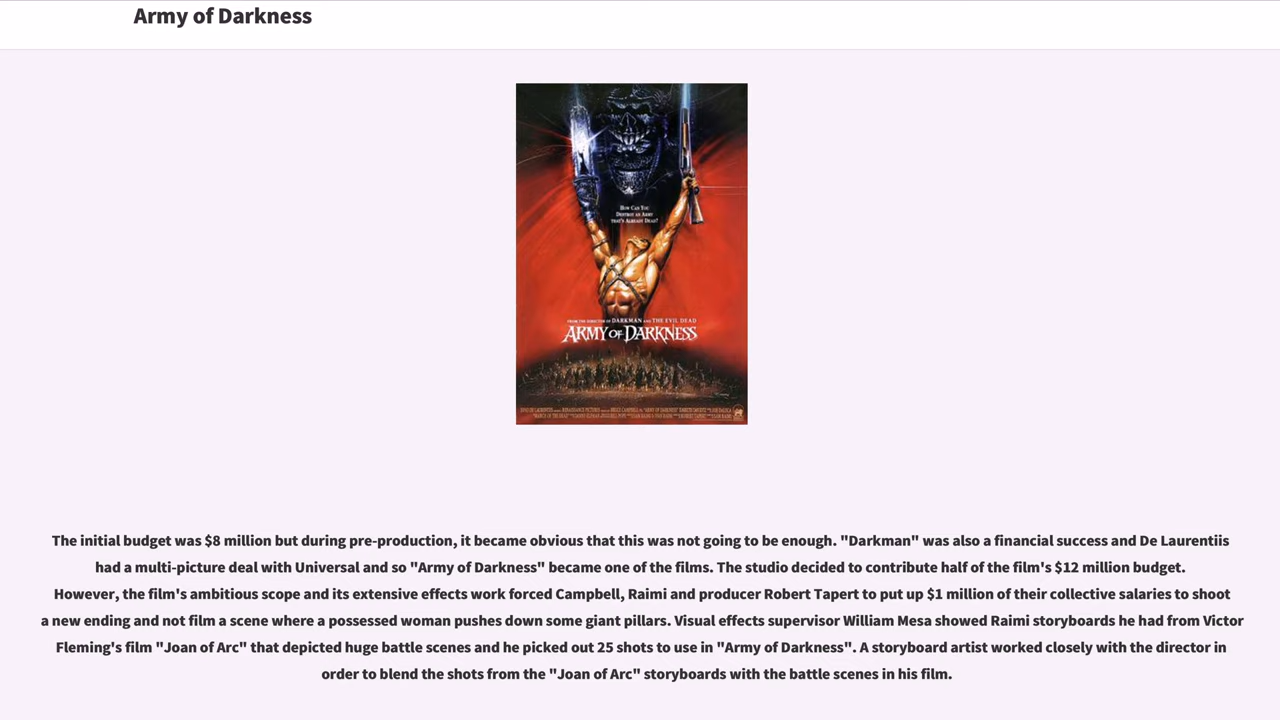 Army of Darkness
How Can You
Destroy an Army
that's Already Dead?
FROM THE DIRECTOR OF DARKMAN AND THE EVIL DEAD
ARMY OF DARKNESS
The initial budget was $8 million but during pre-production, it became obvious that this was not going to be enough. "Darkman" was also a financial success and De Laurentiis
had a multi-picture deal with Universal and so "Army of Darkness" became one of the films. The studio decided to contribute half of the film's $12 million budget.
However, the film's ambitious scope and its extensive effects work forced Campbell, Raimi and producer Robert Tapert to put up $1 million of their collective salaries to shoot
a new ending and not film a scene where a possessed woman pushes down some giant pillars. Visual effects supervisor William Mesa showed Raimi storyboards he had from Victor
Fleming's film "Joan of Arc" that depicted huge battle scenes and he picked out 25 shots to use in "Army of Darkness". A storyboard artist worked closely with the director in
order to blend the shots from the "Joan of Arc" storyboards with the battle scenes in his film.